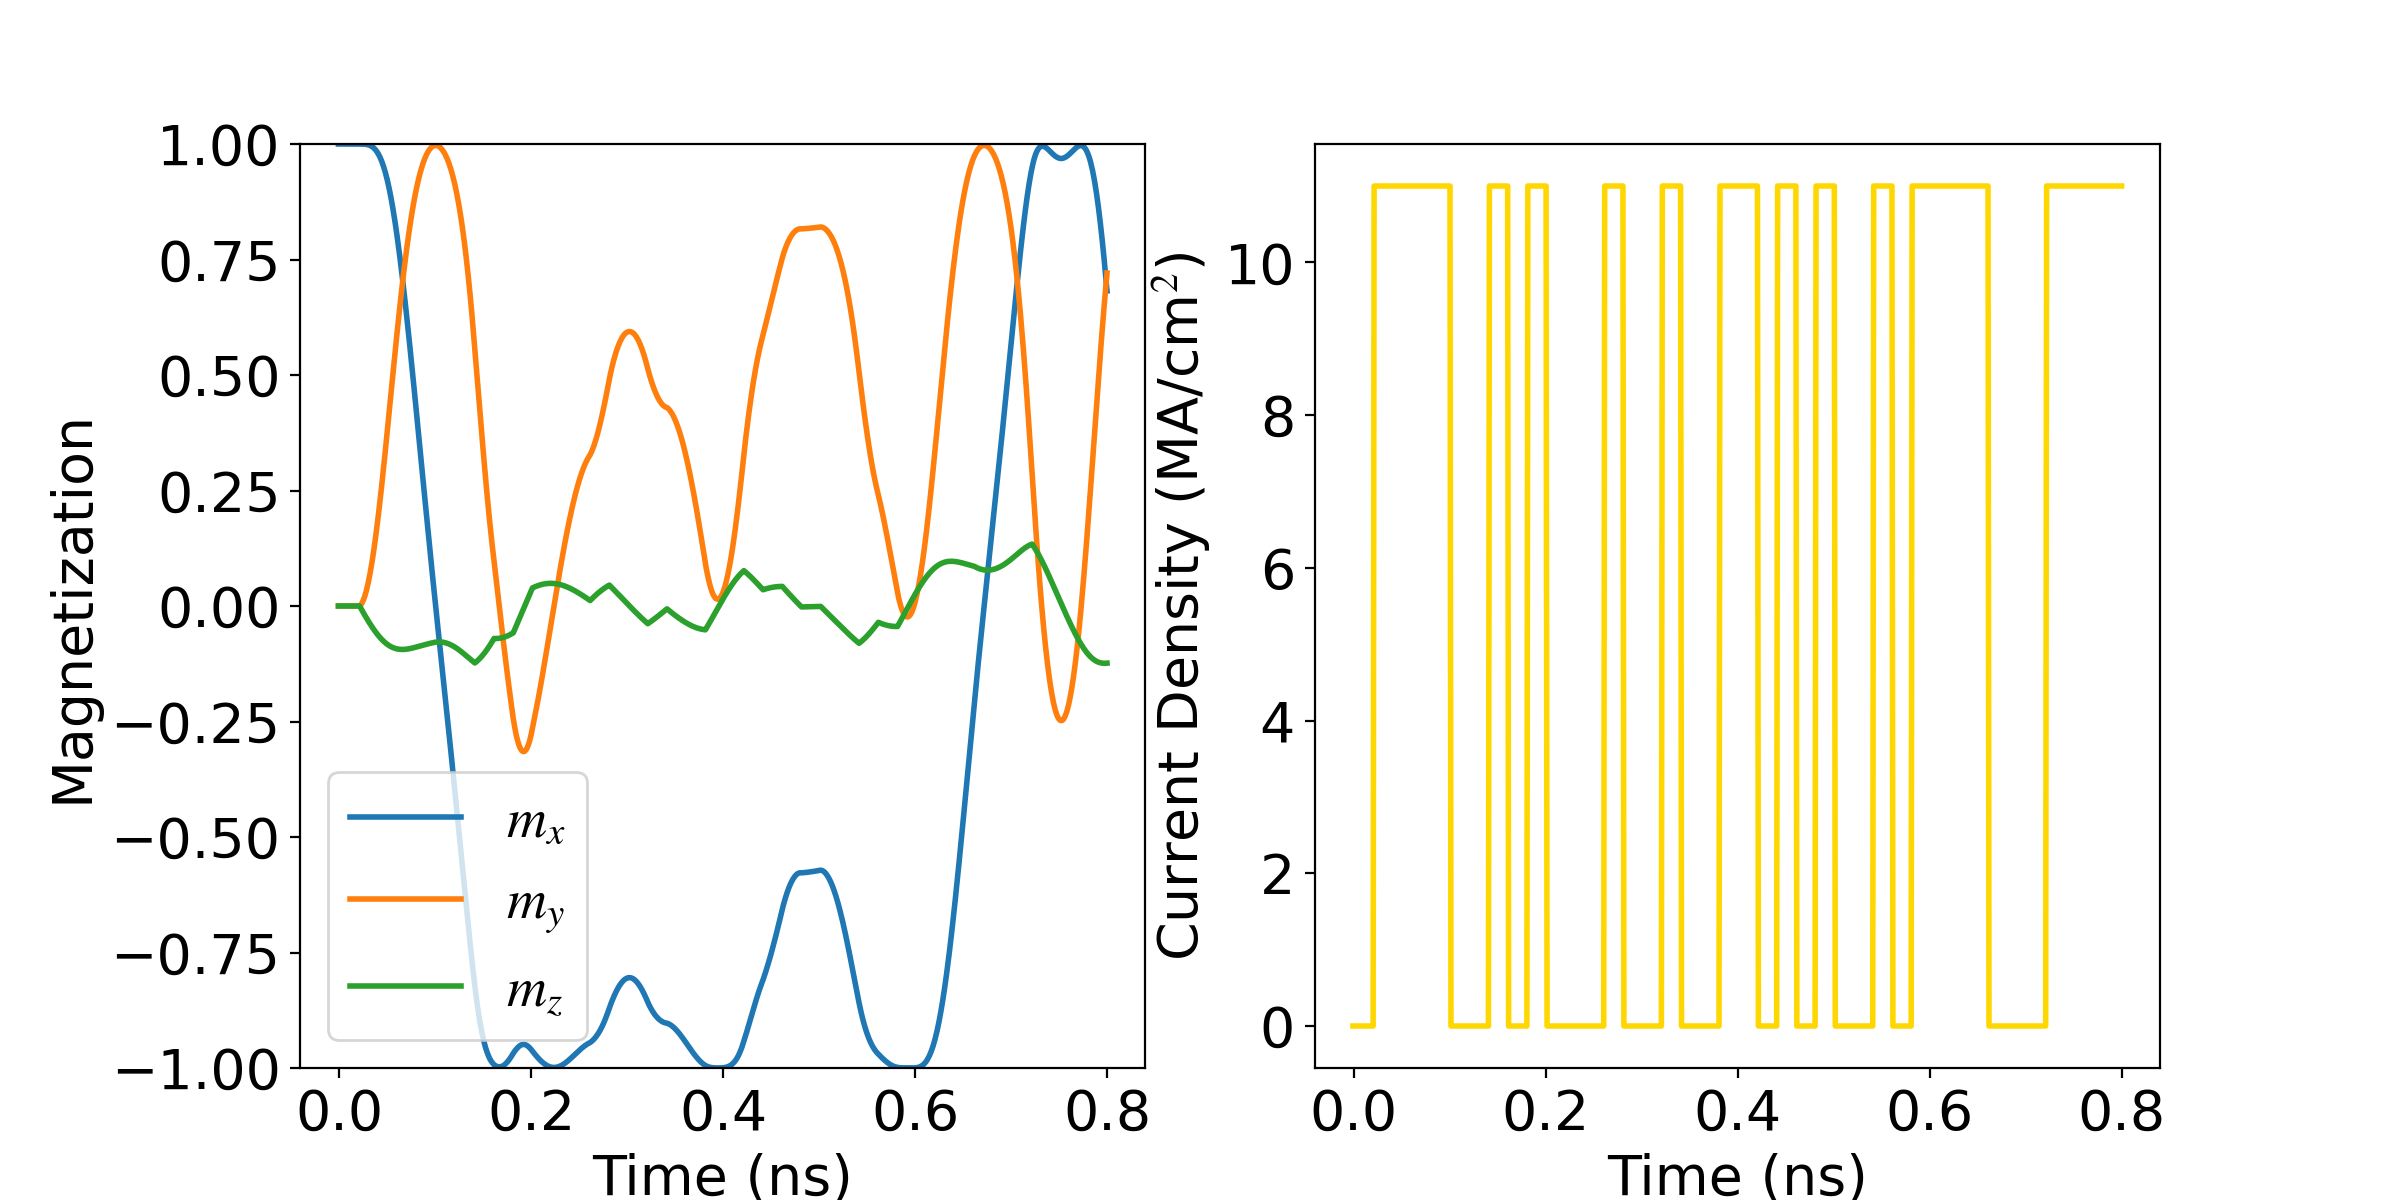 Magnetization
1.00
0.75
0.50
0.25
0.00
−0.25
−0.50
−0.75
−1.00
m_x
m_y
m_z
0.0 0.2 0.4 0.6 0.8
Time (ns)
Current Density (MA/cm²)
10
8
6
4
2
0
0.0 0.2 0.4 0.6 0.8
Time (ns)